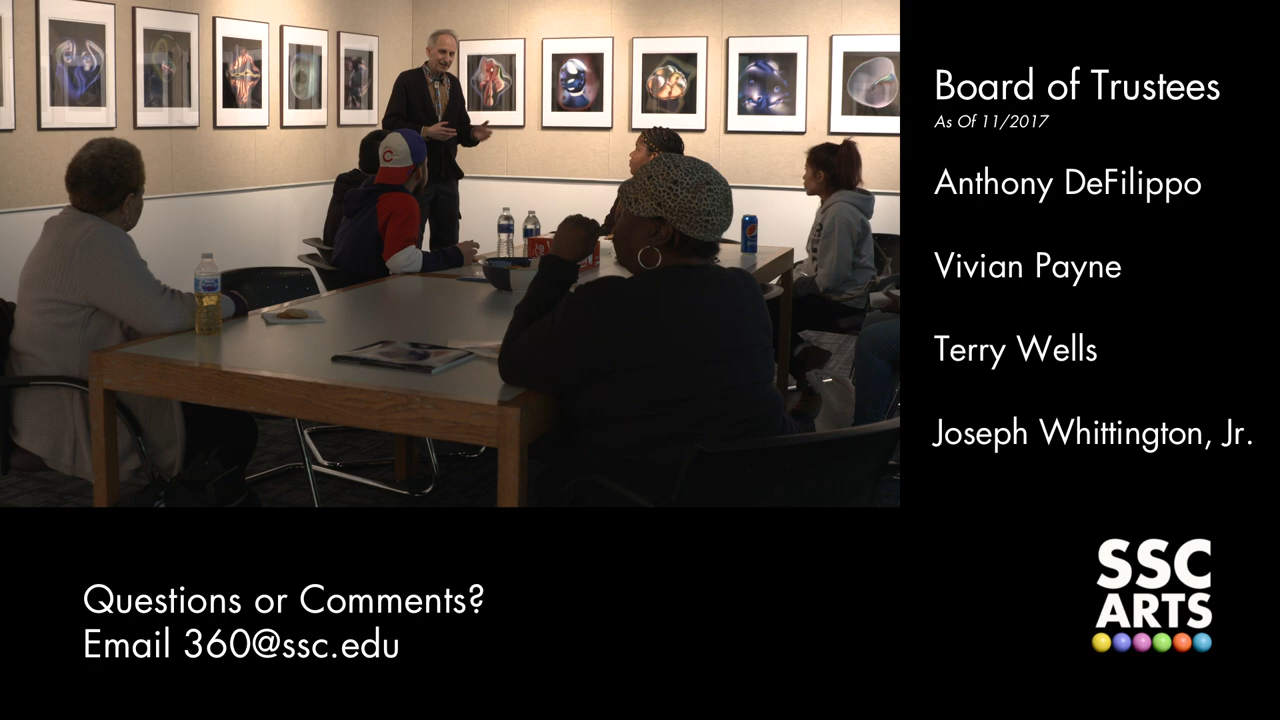 Board of Trustees
As Of 11/2017
Anthony DeFilippo
Vivian Payne
Terry Wells
Joseph Whittington, Jr.
Questions or Comments?
Email 360@ssc.edu
SSC
ARTS
C